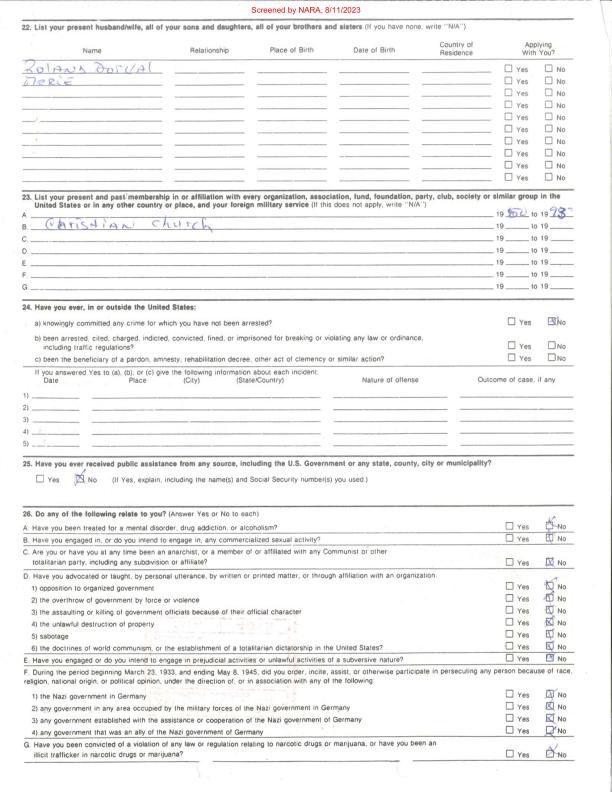 Screened by NARA, 8/11/2023
22. List your present husband/wife, all of your sons and daughters, all of your brothers and sisters (If you have none, write "N/A")
Name Relationship Place of Birth Date of Birth Country of Residence Applying With You?
Yes No
Yes No
Yes No
Yes No
Yes No
Yes No
Yes No
Yes No
Yes No
Yes No
23. List your present and past membership in or affiliation with every organization, association, fund, foundation, party, club, society or similar group in the
United States or in any other country or place, and your foreign military service (If this does not apply, write "N/A")
A. 19 to 19
B. Christian Church 19 to 19
C. 19 to 19
D. 19 to 19
E. 19 to 19
F. 19 to 19
G. 19 to 19
24. Have you ever, in or outside the United States:
a) knowingly committed any crime for which you have not been arrested? Yes No
b) been arrested, cited, charged, indicted, convicted, fined, or imprisoned for breaking or violating any law or ordinance,
including traffic regulations? Yes No
c) been the beneficiary of a pardon, amnesty, rehabilitation decree, other act of clemency or similar action? Yes No
If you answered Yes to (a), (b), or (c) give the following information about each incident:
Date Place (City) (State/Country) Nature of offense Outcome of case, if any
1)
2)
3)
4)
5)
25. Have you ever received public assistance from any source, including the U.S. Government or any state, county, city or municipality?
Yes No (If Yes, explain, including the name(s) and Social Security number(s) you used.)
26. Do any of the following relate to you? (Answer Yes or No to each)
A. Have you been treated for a mental disorder, drug addiction, or alcoholism? Yes No
B. Have you engaged in, or do you intend to engage in, any commercialized sexual activity? Yes No
C. Are you or have you at any time been an anarchist, or a member of or affiliated with any Communist or other
totalitarian party, including any subdivision or affiliate? Yes No
D. Have you advocated or taught, by personal utterance, by written or printed matter, or through affiliation with an organization
1) opposition to organized government Yes No
2) the overthrow of government by force or violence Yes No
3) the assaulting or killing of government officials because of their official character Yes No
4) the unlawful destruction of property Yes No
5) sabotage Yes No
6) the doctrines of world communism, or the establishment of a totalitarian dictatorship in the United States? Yes No
E. Have you engaged or do you intend to engage in prejudicial activities or unlawful activities of a subversive nature? Yes No
F. During the period beginning March 23, 1933, and ending May 8, 1945, did you order, incite, assist, or otherwise participate in persecuting any person because of race,
religion, national origin, or political opinion, under the direction of, or in association with any of the following:
1) the Nazi government in Germany Yes No
2) any government in any area occupied by the military forces of the Nazi government in Germany Yes No
3) any government established with the assistance or cooperation of the Nazi government of Germany Yes No
4) any government that was an ally of the Nazi government of Germany Yes No
G. Have you been convicted of a violation of any law or regulation relating to narcotic drugs or marijuana, or have you been an
illicit trafficker in narcotic drugs or marijuana? Yes No